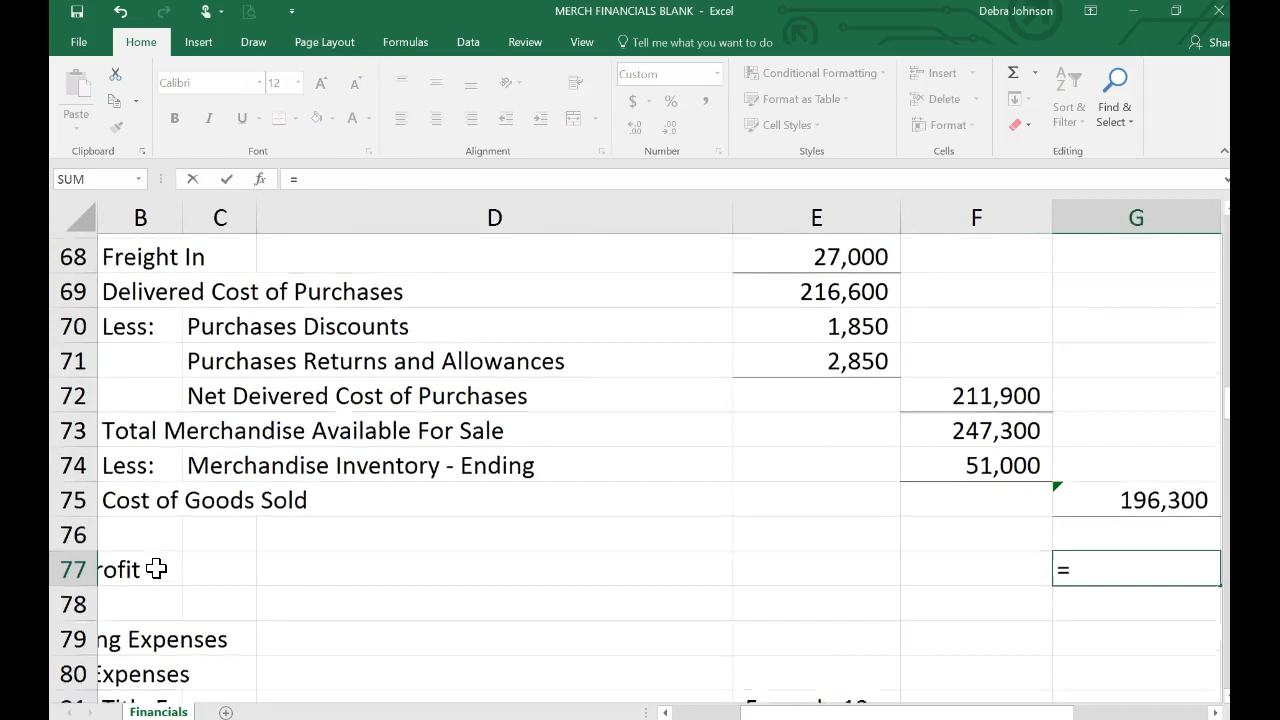 MERCH FINANCIALS BLANK - Excel
Debra Johnson
File Home Insert Draw Page Layout Formulas Data Review View Tell me what you want to do Shar
Calibri 12 Custom Conditional Formatting Insert
Paste Format as Table Delete Sort & Filter Find & Select
B I U A $ % , Cell Styles Format
Clipboard Font Alignment Number Styles Cells Editing
SUM fx =
B C D E F G
68 Freight In 27,000
69 Delivered Cost of Purchases 216,600
70 Less: Purchases Discounts 1,850
71 Purchases Returns and Allowances 2,850
72 Net Deivered Cost of Purchases 211,900
73 Total Merchandise Available For Sale 247,300
74 Less: Merchandise Inventory - Ending 51,000
75 Cost of Goods Sold 196,300
76
77 rofit =
78
79 ng Expenses
80 Expenses
Financials